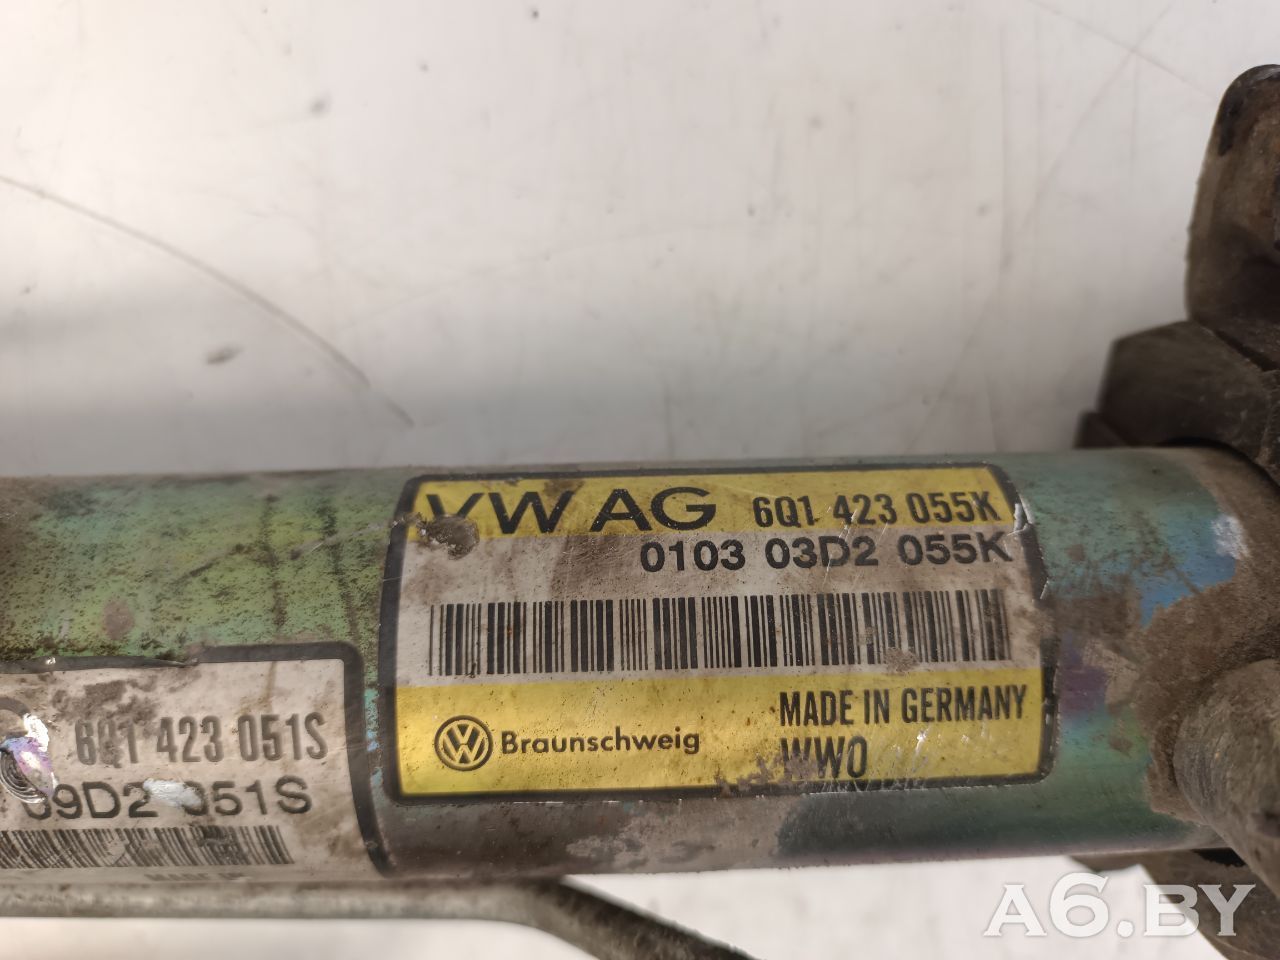 VW AG 6Q1 423 055K
0103 03D2 055K
Braunschweig
MADE IN GERMANY
WWO
6Q1 423 051S
39D2 051S
A6.BY